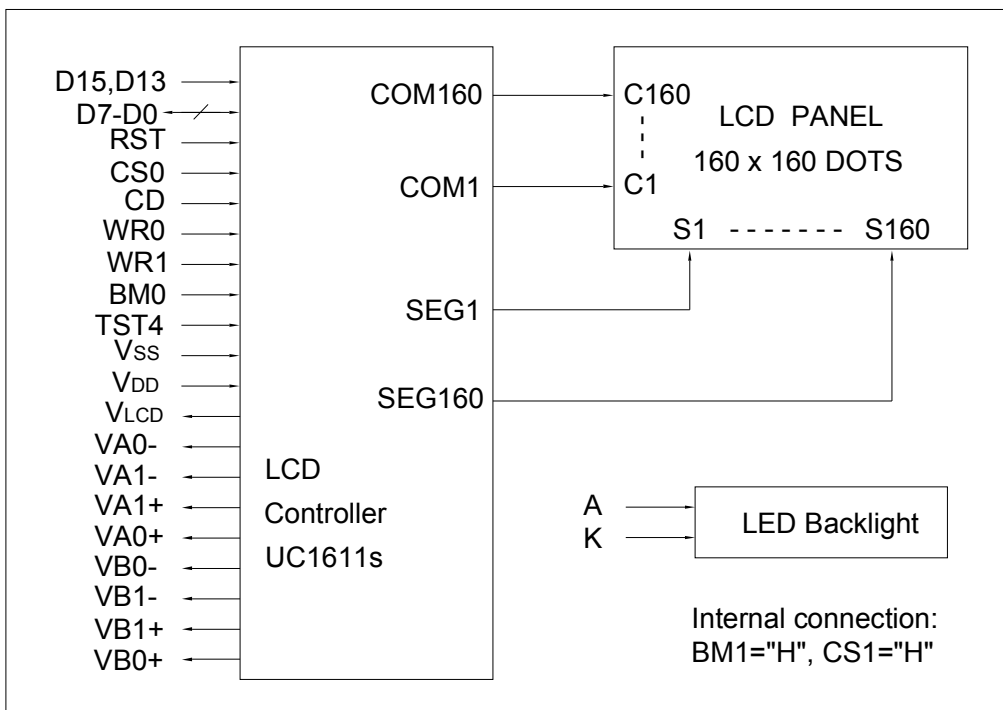 D15,D13
D7-D0
RST
CS0
CD
WR0
WR1
BM0
TST4
VSS
VDD
VLCD
VA0-
VA1-
VA1+
VA0+
VB0-
VB1-
VB1+
VB0+
COM160
COM1
SEG1
SEG160
LCD
Controller
UC1611s
C160
C1
LCD PANEL
160 x 160 DOTS
S1 ------- S160
A
K
LED Backlight
Internal connection:
BM1="H", CS1="H"